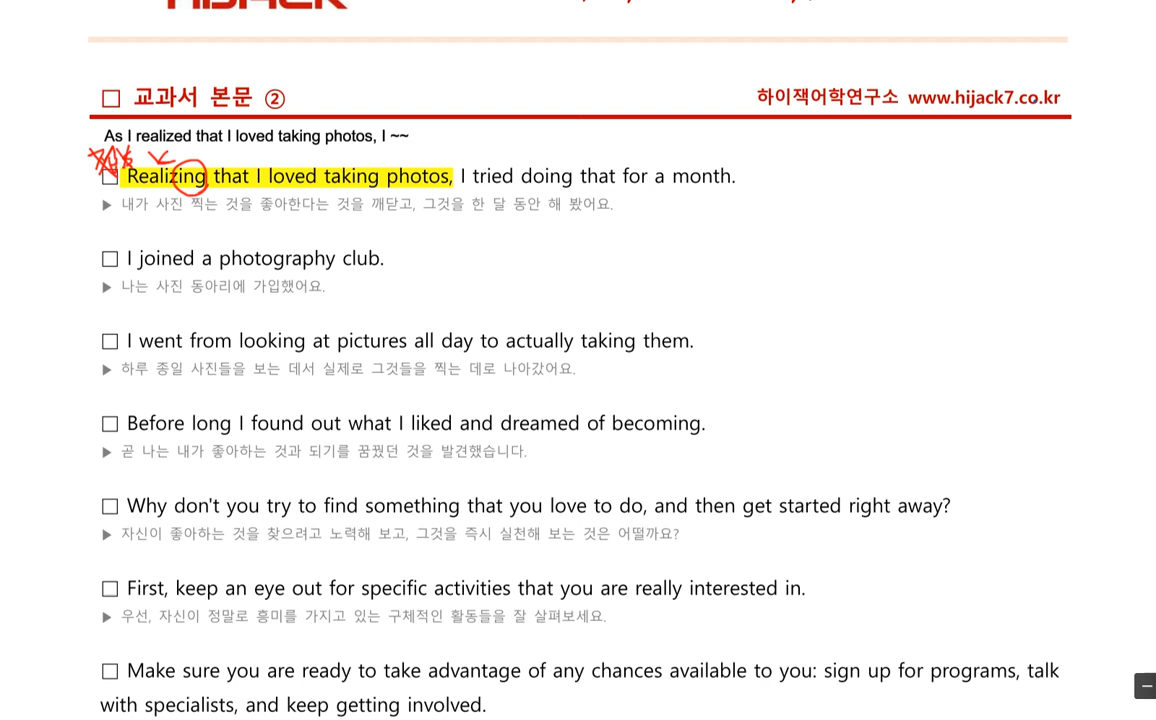 HIJACK
□ 교과서 본문 ②
하이잭어학연구소 www.hijack7.co.kr
As I realized that I loved taking photos, I ~~
□ Realizing that I loved taking photos, I tried doing that for a month.
▶ 내가 사진 찍는 것을 좋아한다는 것을 깨닫고, 그것을 한 달 동안 해 봤어요.
□ I joined a photography club.
▶ 나는 사진 동아리에 가입했어요.
□ I went from looking at pictures all day to actually taking them.
▶ 하루 종일 사진들을 보는 데서 실제로 그것들을 찍는 데로 나아갔어요.
□ Before long I found out what I liked and dreamed of becoming.
▶ 곧 나는 내가 좋아하는 것과 되기를 꿈꿨던 것을 발견했습니다.
□ Why don't you try to find something that you love to do, and then get started right away?
▶ 자신이 좋아하는 것을 찾으려고 노력해 보고, 그것을 즉시 실천해 보는 것은 어떨까요?
□ First, keep an eye out for specific activities that you are really interested in.
▶ 우선, 자신이 정말로 흥미를 가지고 있는 구체적인 활동들을 잘 살펴보세요.
□ Make sure you are ready to take advantage of any chances available to you: sign up for programs, talk
with specialists, and keep getting involved.